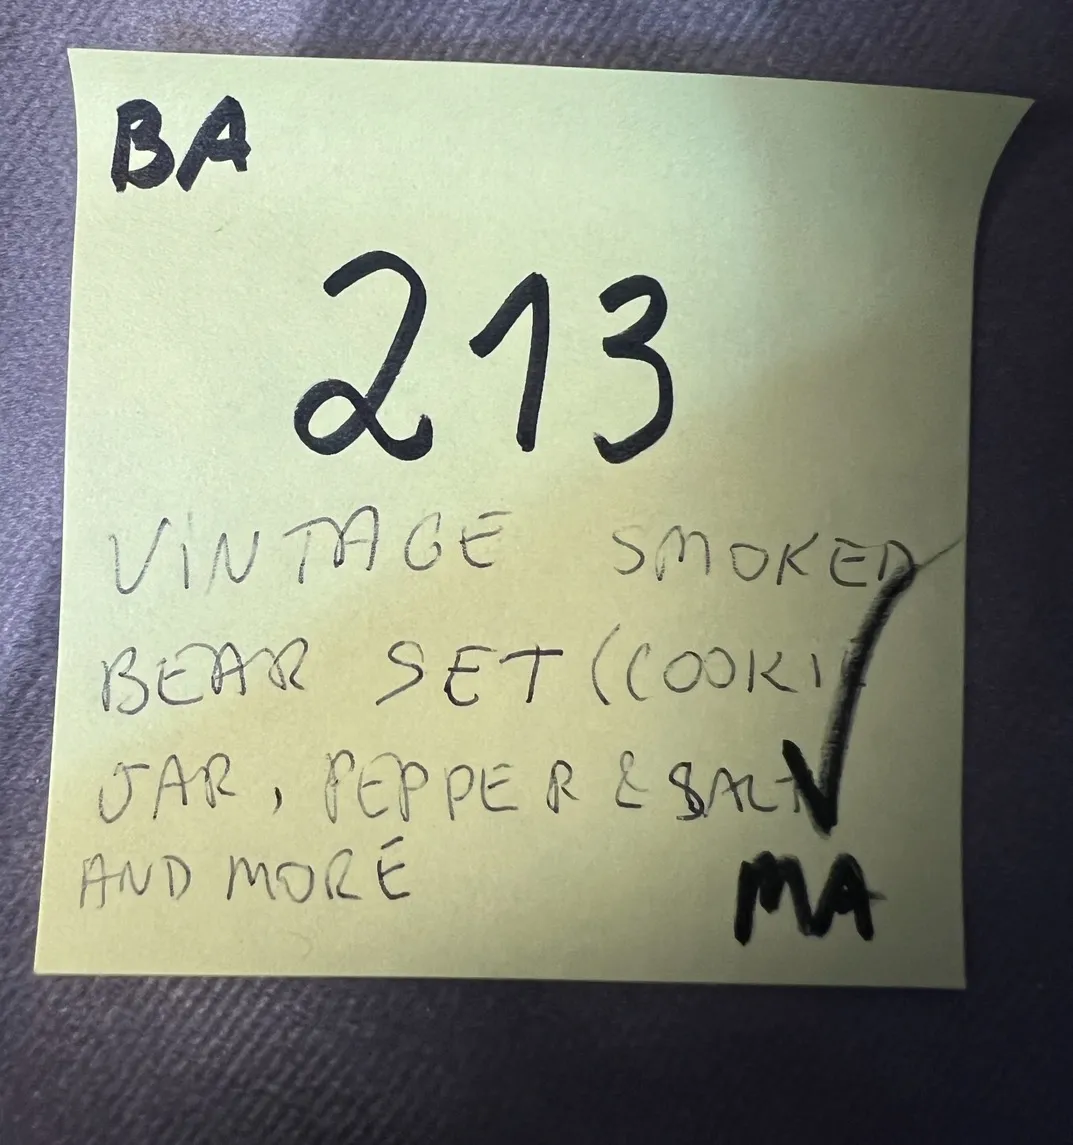 BA
213
VINTAGE SMOKED
BEAR SET (COOKI
JAR, PEPPER & SALT
AND MORE
MA